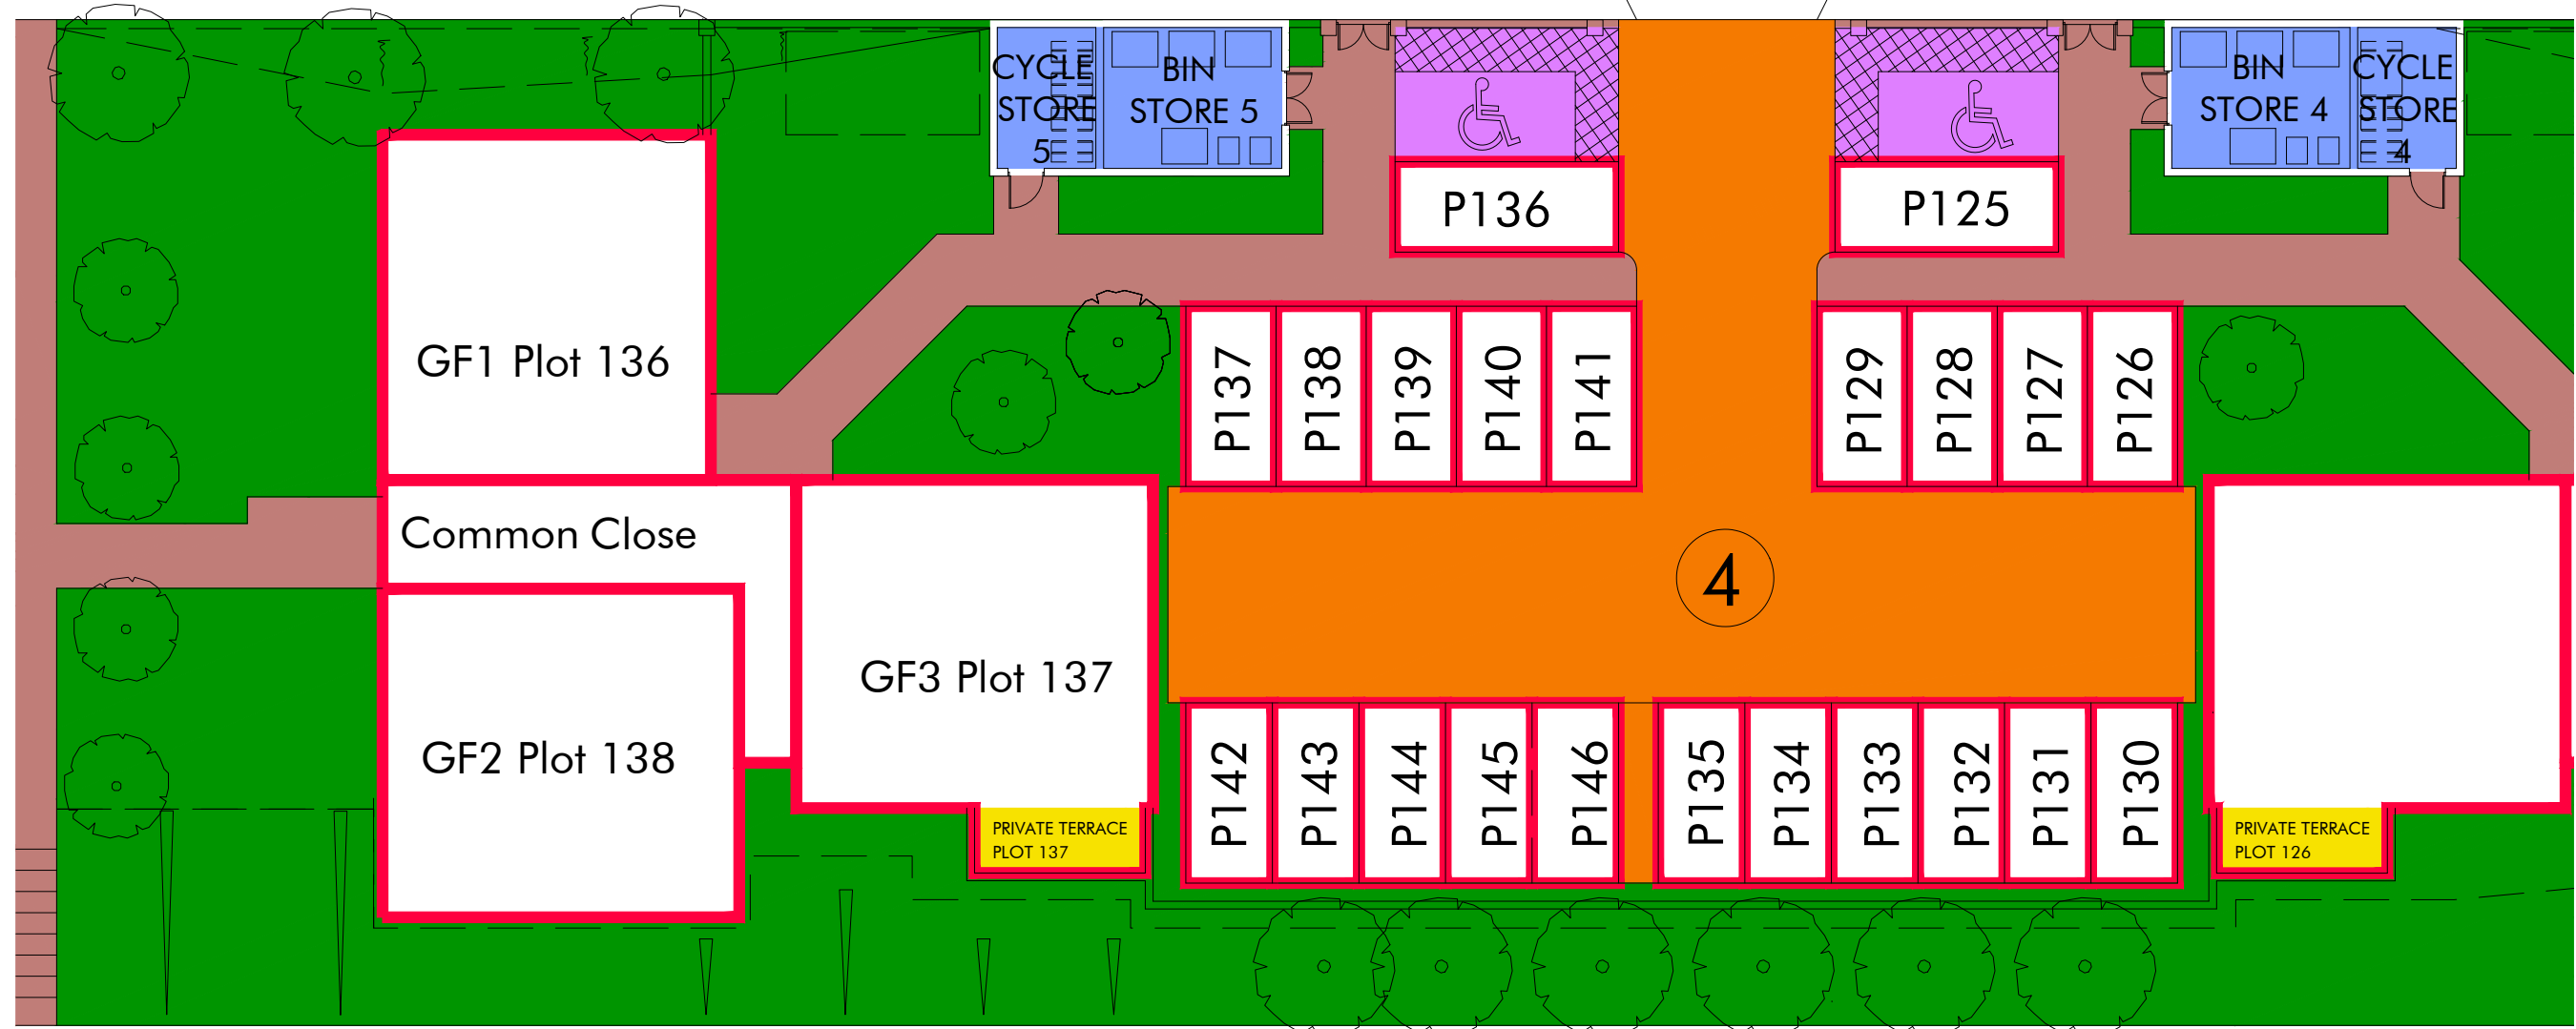 CYCLE
STORE
5
BIN
STORE 5
BIN
STORE 4
CYCLE
STORE
4
P136
P125
GF1 Plot 136
P137
P138
P139
P140
P141
P129
P128
P127
P126
Common Close
4
GF3 Plot 137
GF2 Plot 138
P142
P143
P144
P145
P146
P135
P134
P133
P132
P131
P130
PRIVATE TERRACE
PLOT 137
PRIVATE TERRACE
PLOT 126